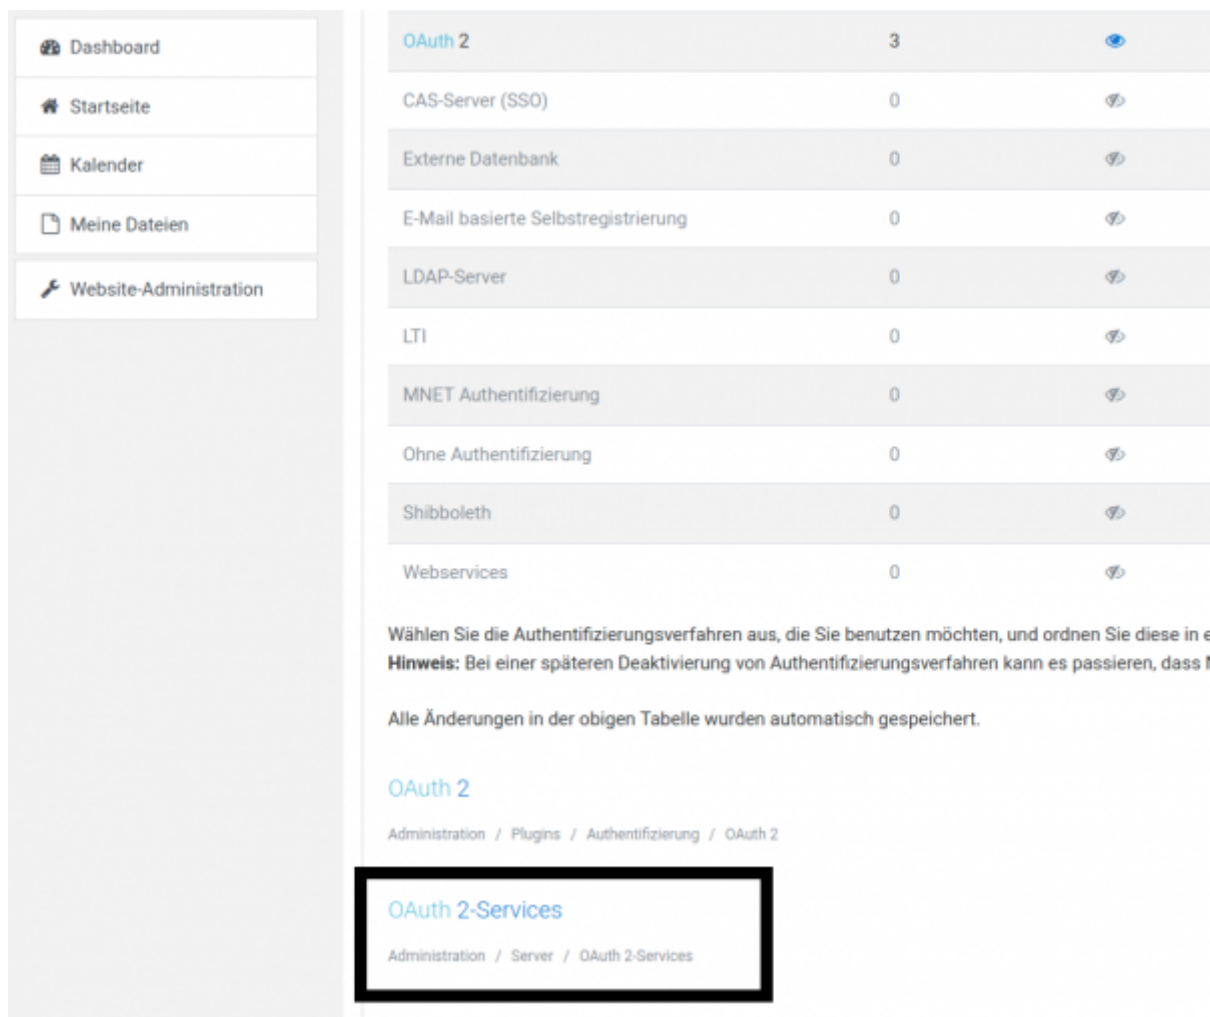 Dashboard
Startseite
Kalender
Meine Dateien
Website-Administration
OAuth 2 3
CAS-Server (SSO) 0
Externe Datenbank 0
E-Mail basierte Selbstregistrierung 0
LDAP-Server 0
LTI 0
MNET Authentifizierung 0
Ohne Authentifizierung 0
Shibboleth 0
Webservices 0
Wählen Sie die Authentifizierungsverfahren aus, die Sie benutzen möchten, und ordnen Sie diese in
Hinweis: Bei einer späteren Deaktivierung von Authentifizierungsverfahren kann es passieren, dass
Alle Änderungen in der obigen Tabelle wurden automatisch gespeichert.
OAuth 2
Administration / Plugins / Authentifizierung / OAuth 2
OAuth 2-Services
Administration / Server / OAuth 2-Services